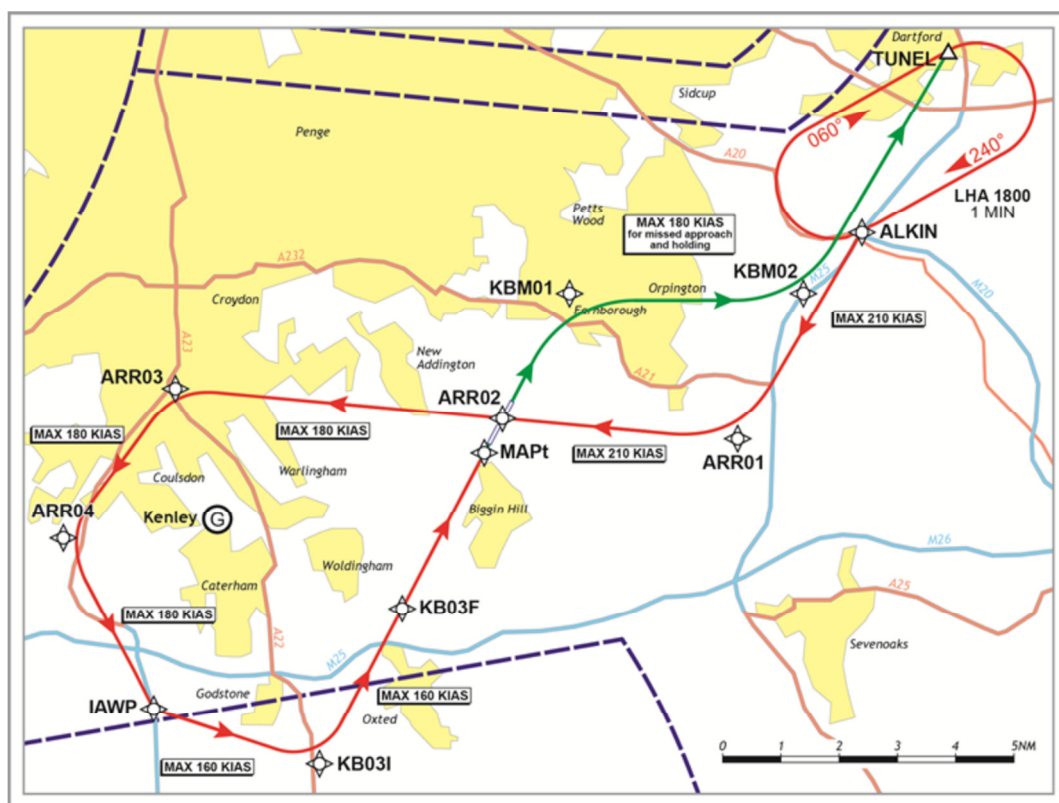 Dartford
TUNEL
Sidcup
Penge
060°
240°
A20
LHA 1800
1 MIN
Petts
Wood
MAX 180 KIAS
for missed approach
and holding
ALKIN
A232
KBM02
M25
KBM01
Orpington
M20
Croydon
Farnborough
MAX 210 KIAS
A23
New
Addington
A21
ARR03
ARR02
MAX 180 KIAS
MAX 180 KIAS
MAPt
MAX 210 KIAS
ARR01
Warlingham
Coulsdon
Biggin Hill
ARR04
Kenley
G
M26
Woldingham
Caterham
A25
KB03F
MAX 180 KIAS
A22
Sevenoaks
M25
Godstone
MAX 160 KIAS
IAWP
Oxted
0 1 2 3 4 5NM
MAX 160 KIAS
KB03I